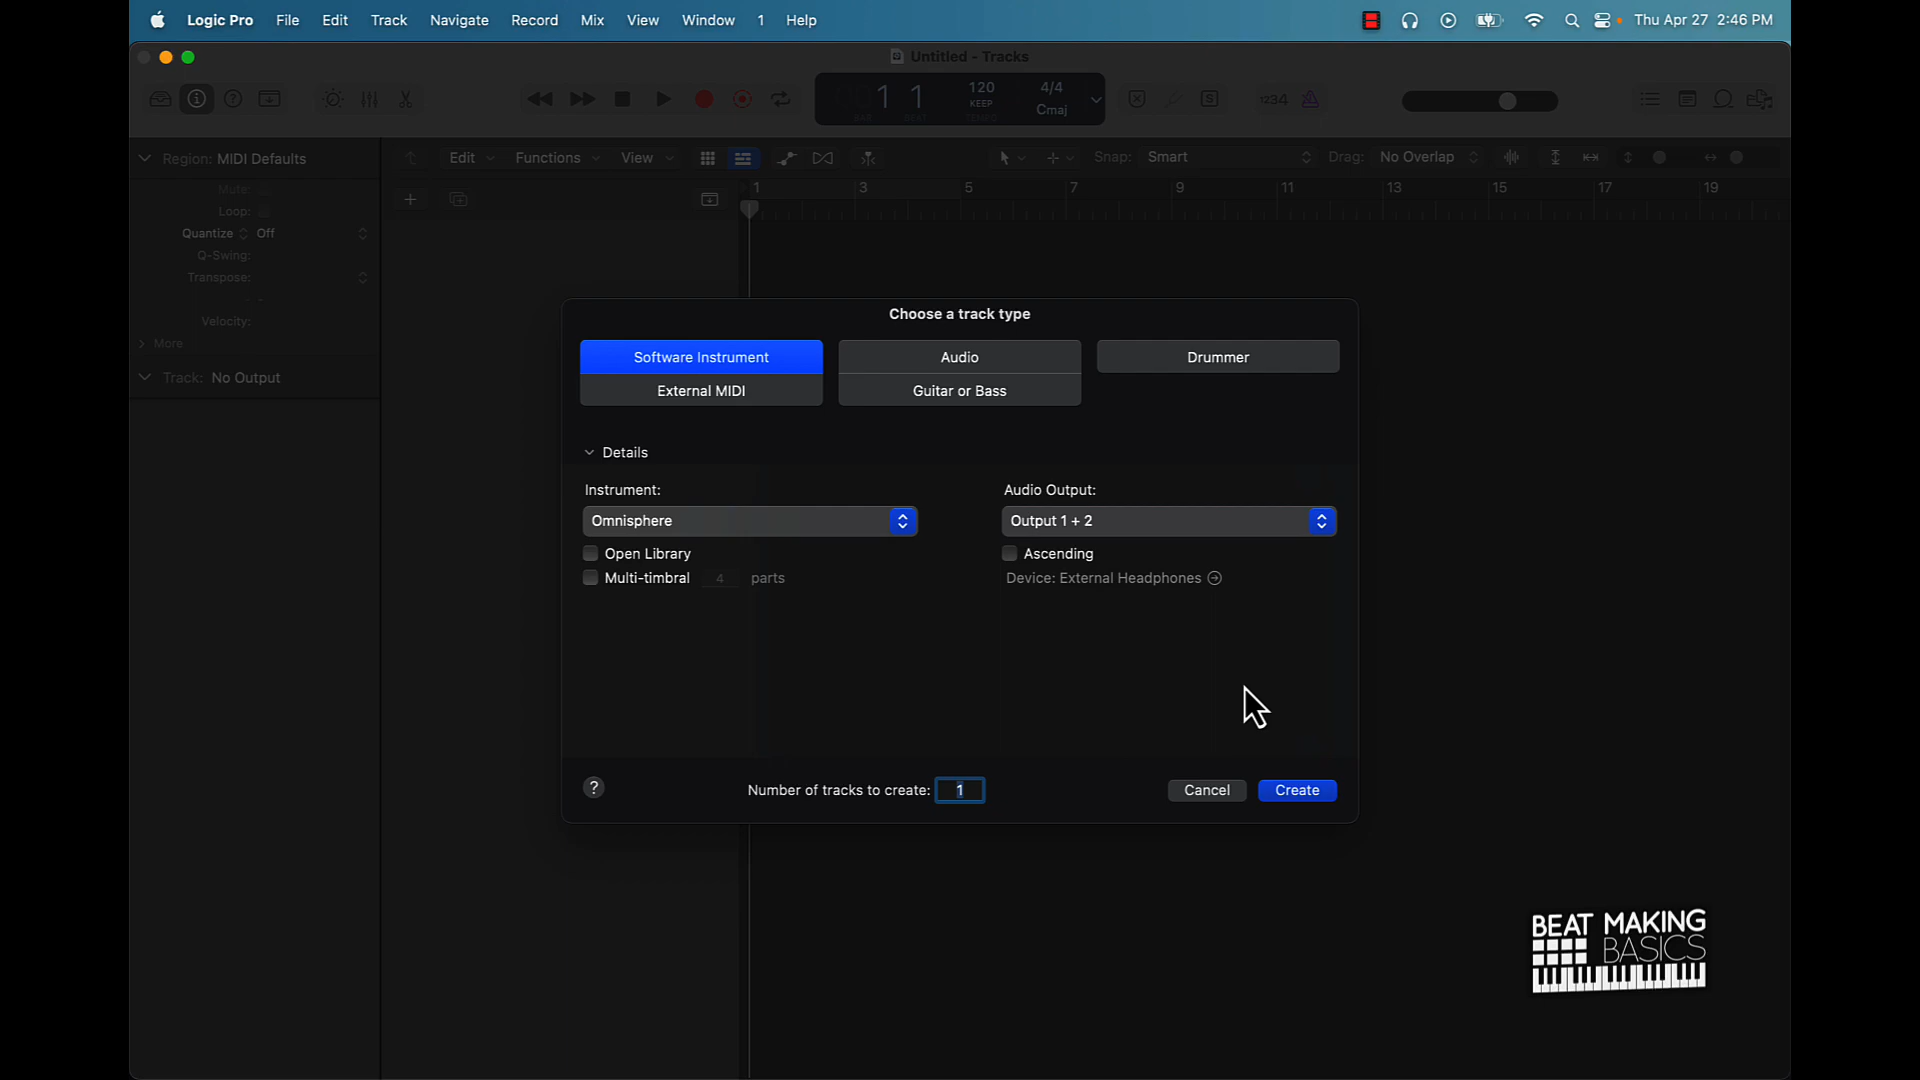 Logic Pro File Edit Track Navigate Record Mix View Window 1 Help Thu Apr 27 2:46 PM
Untitled - Tracks
1 1 120 4/4
KEEP
Cmaj
BAR BEAT TEMPO
1234
Region: MIDI Defaults
Edit Functions View Snap: Smart Drag: No Overlap
Mute:
Loop:
Quantize Off
Q-Swing:
Transpose:
Velocity:
More
Track: No Output
1 3 5 7 9 11 13 15 17 19
Choose a track type
Software Instrument
Audio
Drummer
External MIDI
Guitar or Bass
Details
Instrument:
Omnisphere
Open Library
Multi-timbral 4 parts
Audio Output:
Output 1 + 2
Ascending
Device: External Headphones
?
Number of tracks to create: 1
Cancel
Create
BEAT MAKING
BASICS